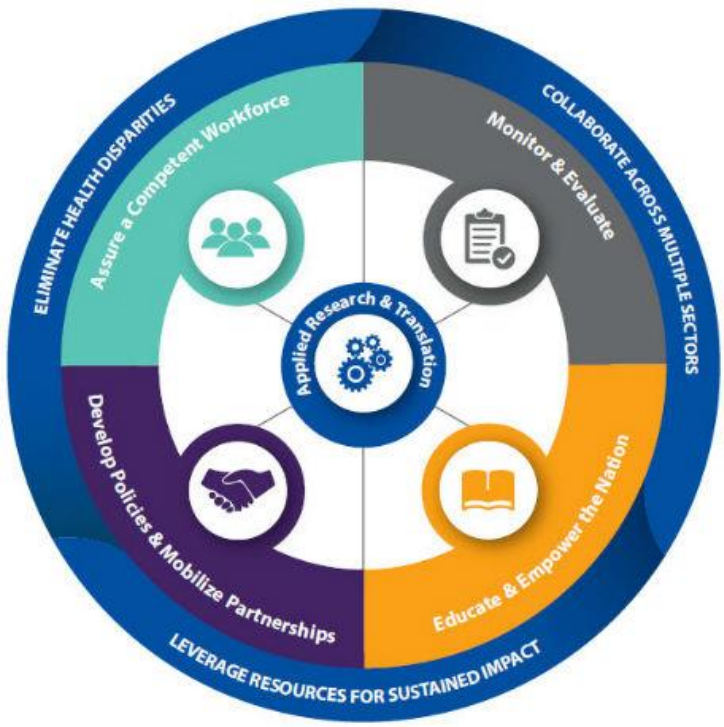 ELIMINATE HEALTH DISPARITIES
COLLABORATE ACROSS MULTIPLE SECTORS
Assure a Competent Workforce
Monitor & Evaluate
Applied Research & Translation
Develop Policies & Mobilize Partnerships
Educate & Empower the Nation
LEVERAGE RESOURCES FOR SUSTAINED IMPACT